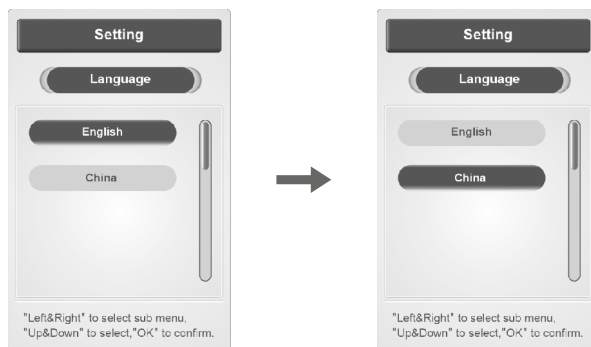 Setting
Language
English
China
"Left&Right" to select sub menu,
"Up&Down" to select,"OK" to confirm.
Setting
Language
English
China
"Left&Right" to select sub menu,
"Up&Down" to select,"OK" to confirm.